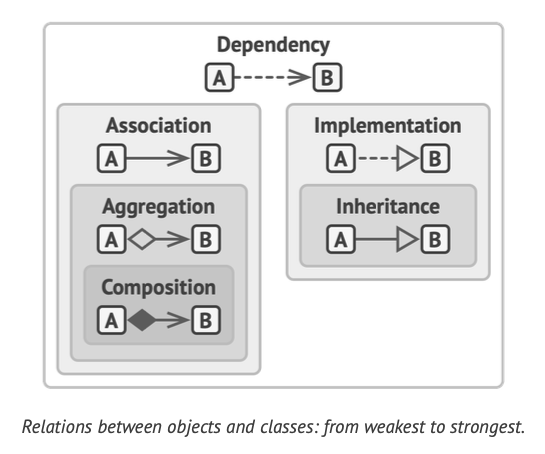 Dependency
A B
Association
A B
Aggregation
A B
Composition
A B
Implementation
A B
Inheritance
A B
Relations between objects and classes: from weakest to strongest.